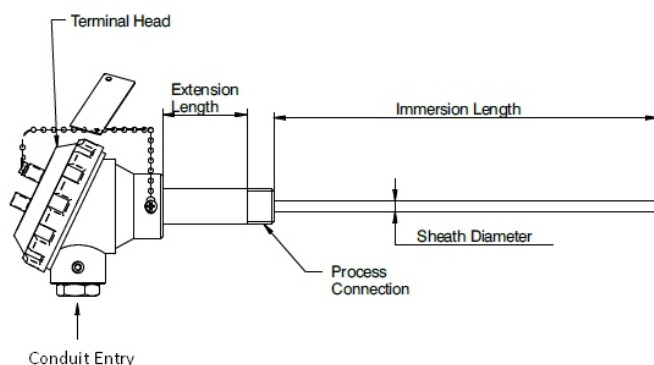 Terminal Head
Extension
Length
Immersion Length
Sheath Diameter
Process
Connection
Conduit Entry